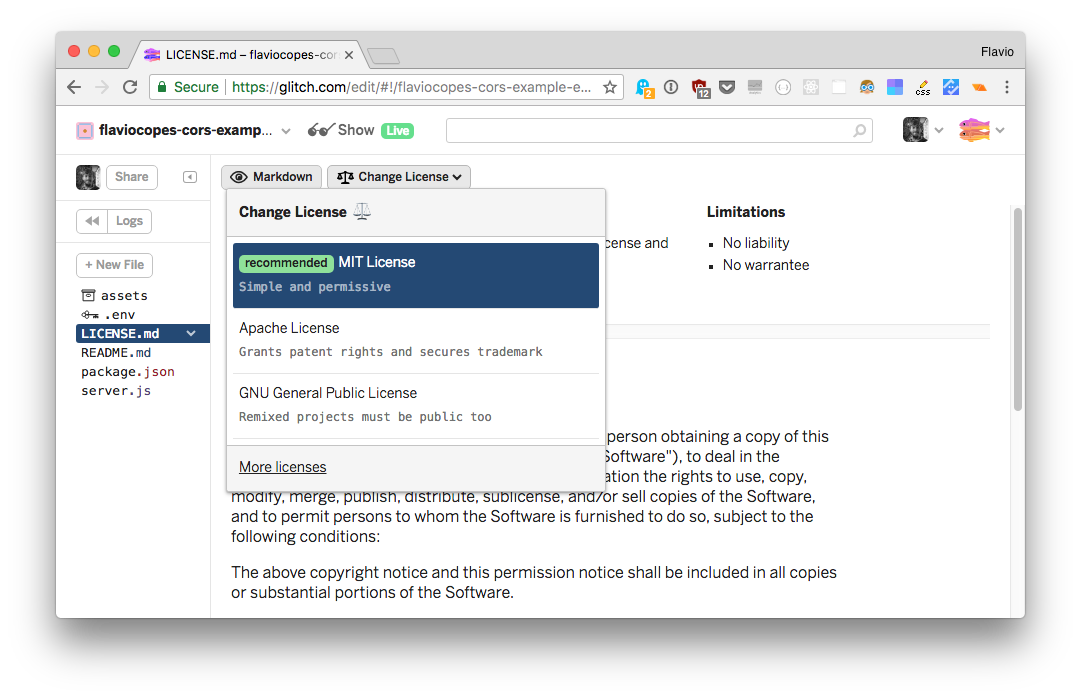 LICENSE.md – flaviocopes-cor
Flavio
Secure https://glitch.com/edit/#!/flaviocopes-cors-example-e...
2
12
css
flaviocopes-cors-examp...
Show Live
Share
Markdown
Change License
Logs
+ New File
assets
.env
LICENSE.md
README.md
package.json
server.js
Change License
recommended MIT License
Simple and permissive
Apache License
Grants patent rights and secures trademark
GNU General Public License
Remixed projects must be public too
More licenses
cense and
Limitations
No liability
No warrantee
person obtaining a copy of this
Software"), to deal in the
ation the rights to use, copy,
modify, merge, publish, distribute, sublicense, and/or sell copies of the Software,
and to permit persons to whom the Software is furnished to do so, subject to the
following conditions:
The above copyright notice and this permission notice shall be included in all copies
or substantial portions of the Software.